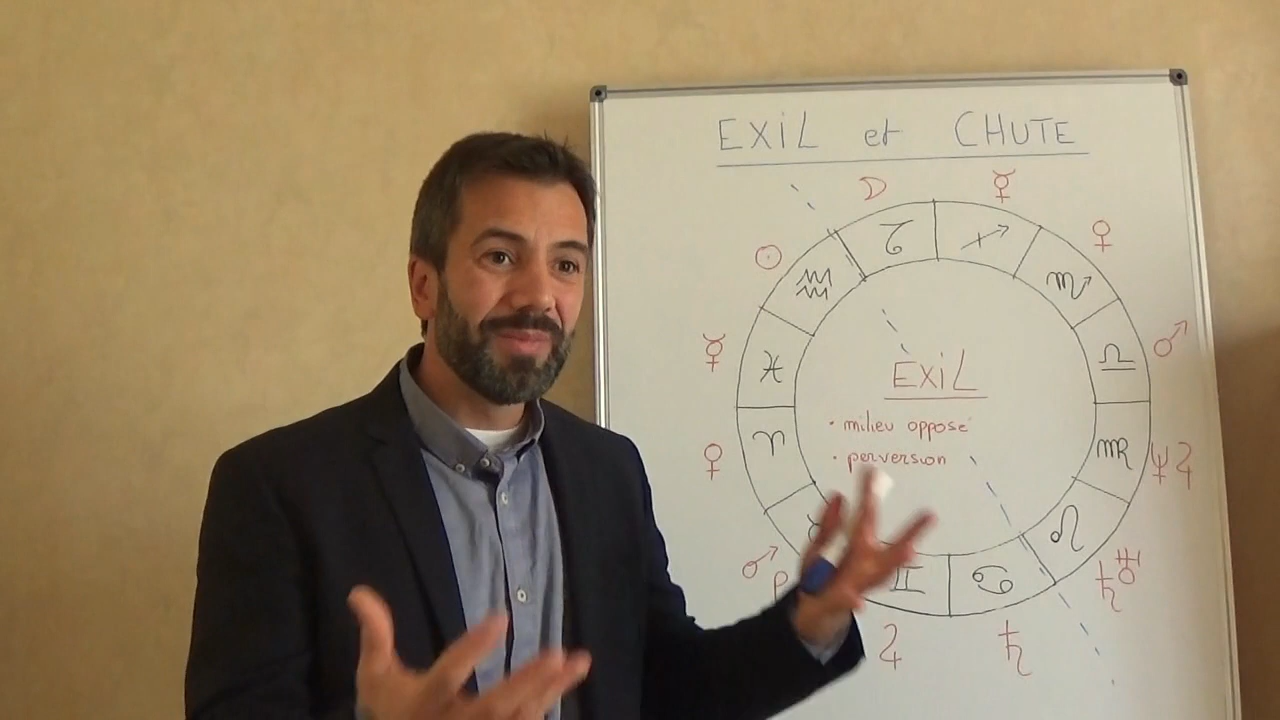 EXiL et CHUTE
EXiL
• milieu opposé
• perversion